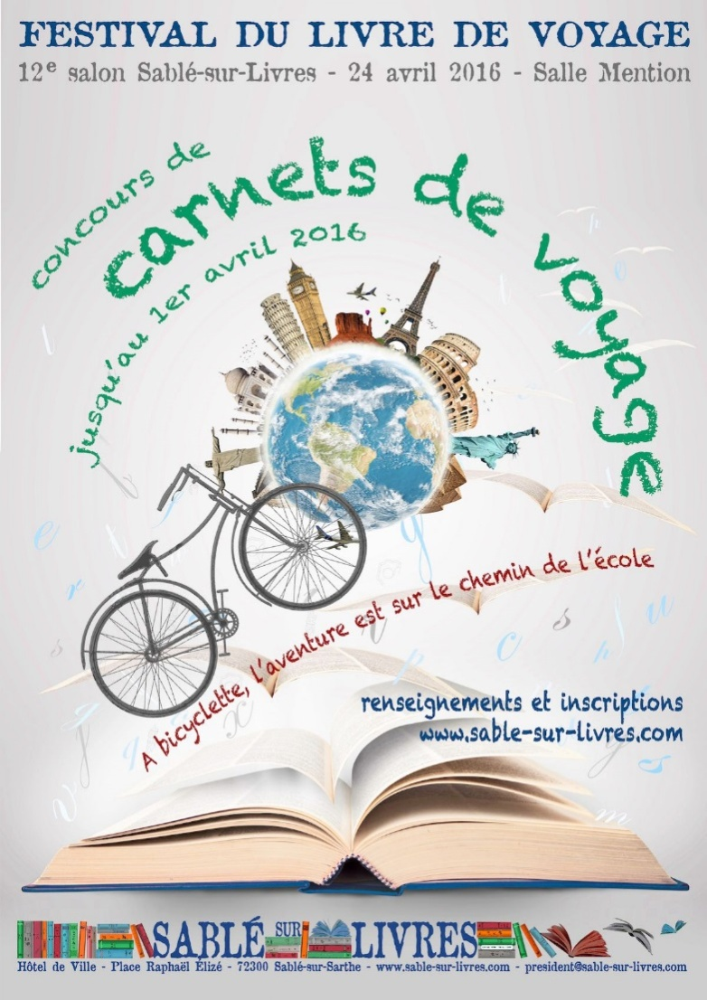 FESTIVAL DU LIVRE DE VOYAGE
12e salon Sablé-sur-Livres - 24 avril 2016 - Salle Mention
concours de
carnets de voyage
jusqu'au 1er avril 2016
A bicyclette, l'aventure est sur le chemin de l'école
renseignements et inscriptions
www.sable-sur-livres.com
SABLÉ SUR LIVRES
Hôtel de Ville - Place Raphaël Élizé - 72300 Sablé-sur-Sarthe - www.sable-sur-livres.com - president@sable-sur-livres.com